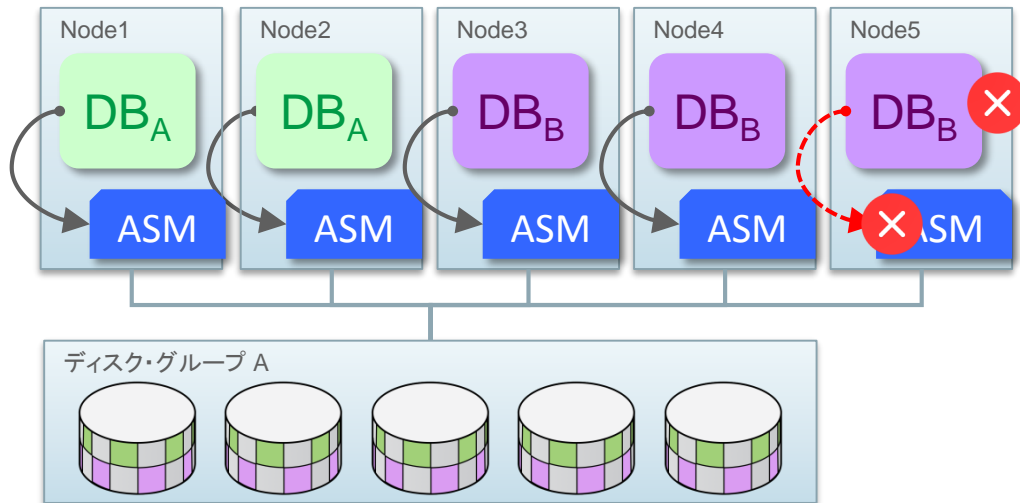 Node1
Node2
Node3
Node4
Node5
DBA
DBA
DBB
DBB
DBB
ASM
ASM
ASM
ASM
ASM
ディスク・グループ A